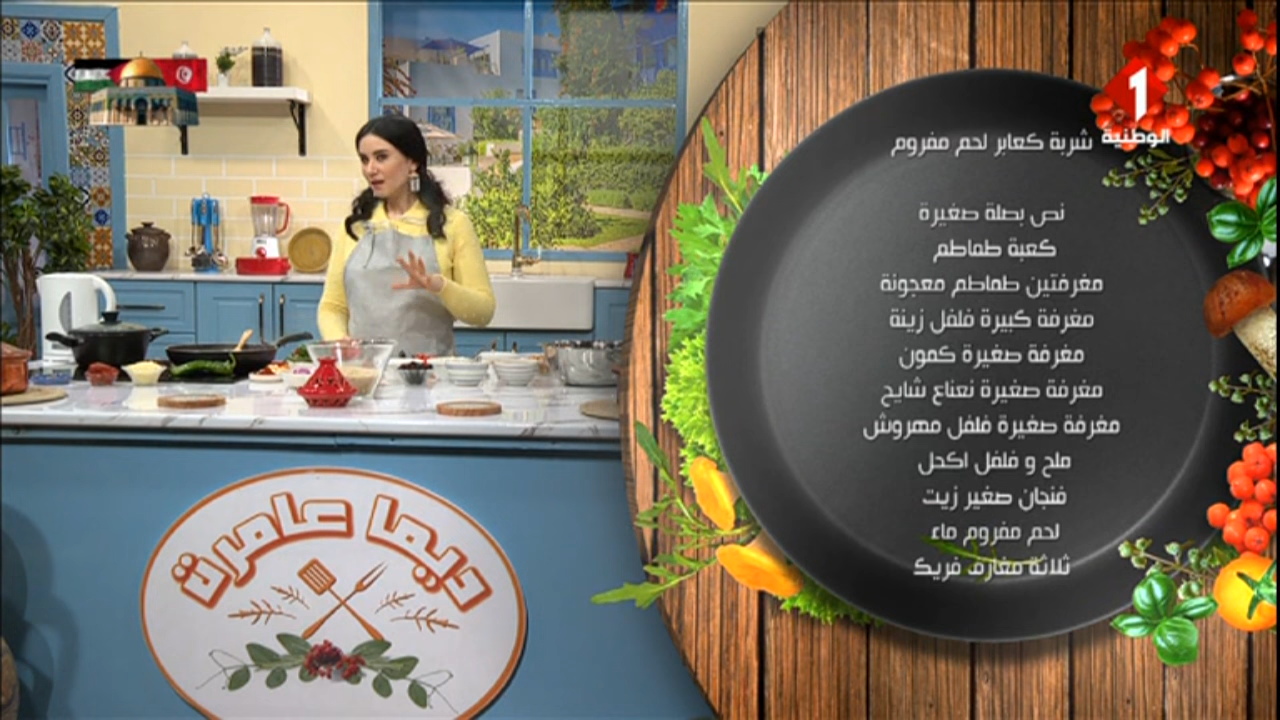 1
الوطنية
شربة كعابر لحم مفروم
نص بصلة صغيرة
كعبة طماطم
مغرفتين طماطم معجونة
مغرفة كبيرة فلفل زينة
مغرفة صغيرة كمون
مغرفة صغيرة نعناع شايح
مغرفة صغيرة فلفل مهروش
ملح و فلفل اكحل
فنجان صغير زيت
لحم مفروم ماء
ثلاثة مغارف فريك
ديما عامرة